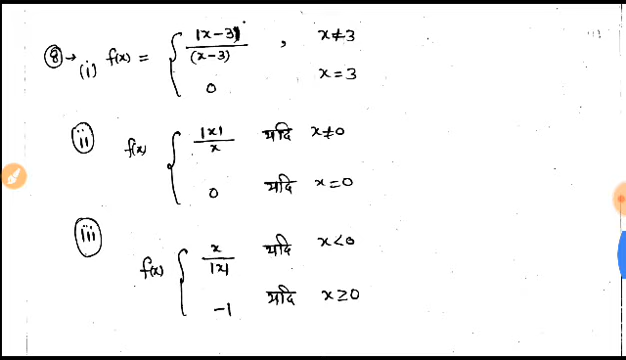 ⑧→ (i) f(x) = { |x-3| / (x-3) , x≠3
0 x=3
(ii) f(x) { |x| / x यदि x≠0
0 यदि x=0
(iii) f(x) { x / |x| यदि x<0
-1 यदि x≥0